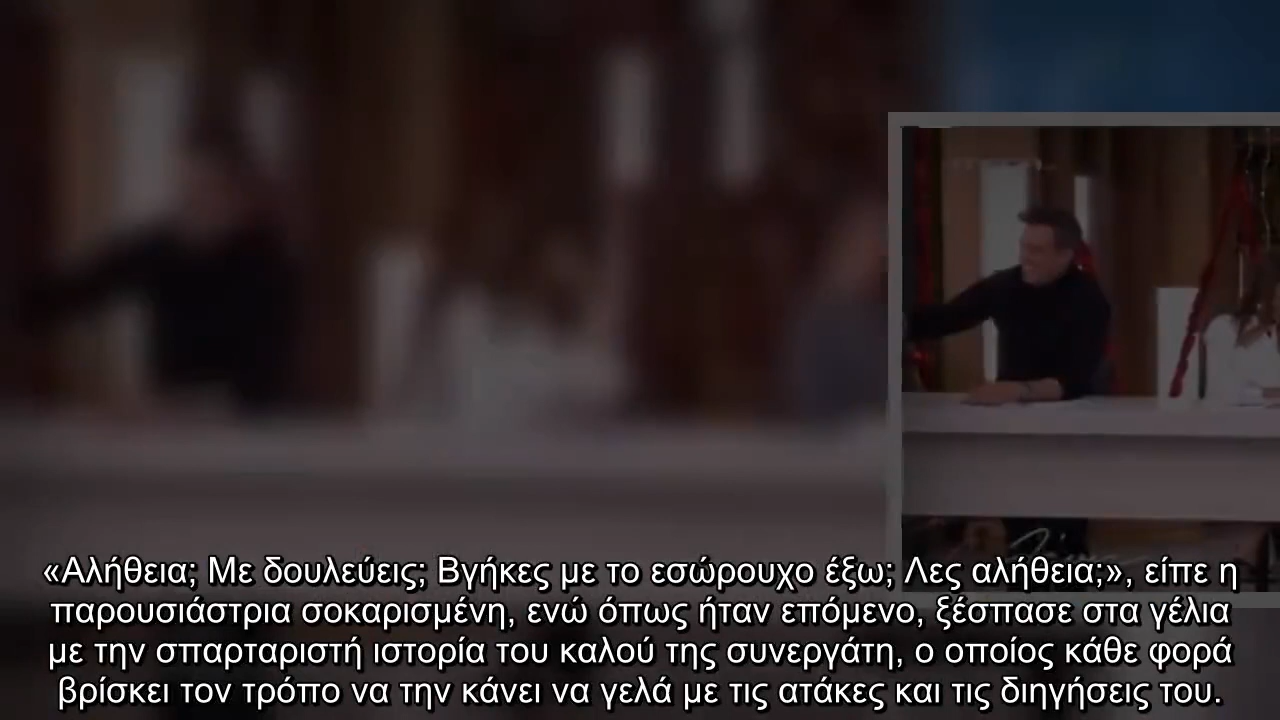 «Αλήθεια; Με δουλεύεις; Βγήκες με το εσώρουχο έξω; Λες αλήθεια;», είπε η
παρουσιάστρια σοκαρισμένη, ενώ όπως ήταν επόμενο, ξέσπασε στα γέλια
με την σπαρταριστή ιστορία του καλού της συνεργάτη, ο οποίος κάθε φορά
βρίσκει τον τρόπο να την κάνει να γελά με τις ατάκες και τις διηγήσεις του.